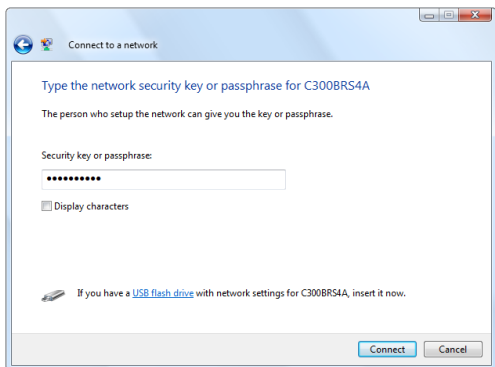 Connect to a network
Type the network security key or passphrase for C300BRS4A
The person who setup the network can give you the key or passphrase.
Security key or passphrase:
••••••••••
Display characters
If you have a USB flash drive with network settings for C300BRS4A, insert it now.
Connect Cancel